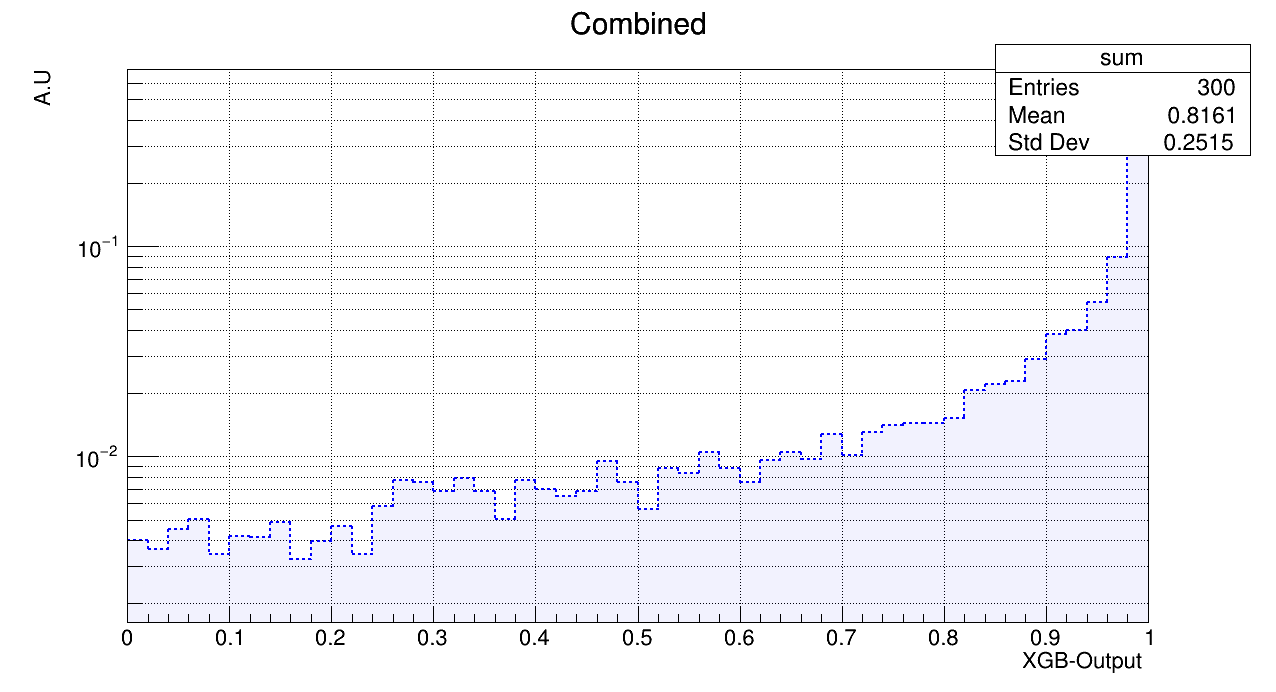 Combined
A.U
sum
Entries 300
Mean 0.8161
Std Dev 0.2515
10⁻¹
10⁻²
0 0.1 0.2 0.3 0.4 0.5 0.6 0.7 0.8 0.9 1
XGB-Output